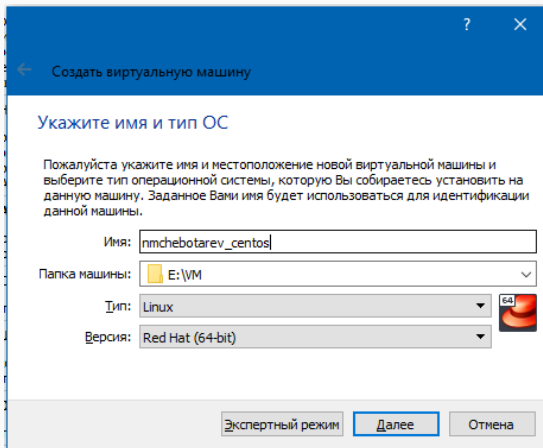 ?
Создать виртуальную машину
Укажите имя и тип ОС
Пожалуйста укажите имя и местоположение новой виртуальной машины и
выберите тип операционной системы, которую Вы собираетесь установить на
данную машину. Заданное Вами имя будет использоваться для идентификации
данной машины.
Имя: nmchebotarev_centos
Папка машины: E:\VM
Тип: Linux
64
Версия: Red Hat (64-bit)
Экспертный режим Далее Отмена